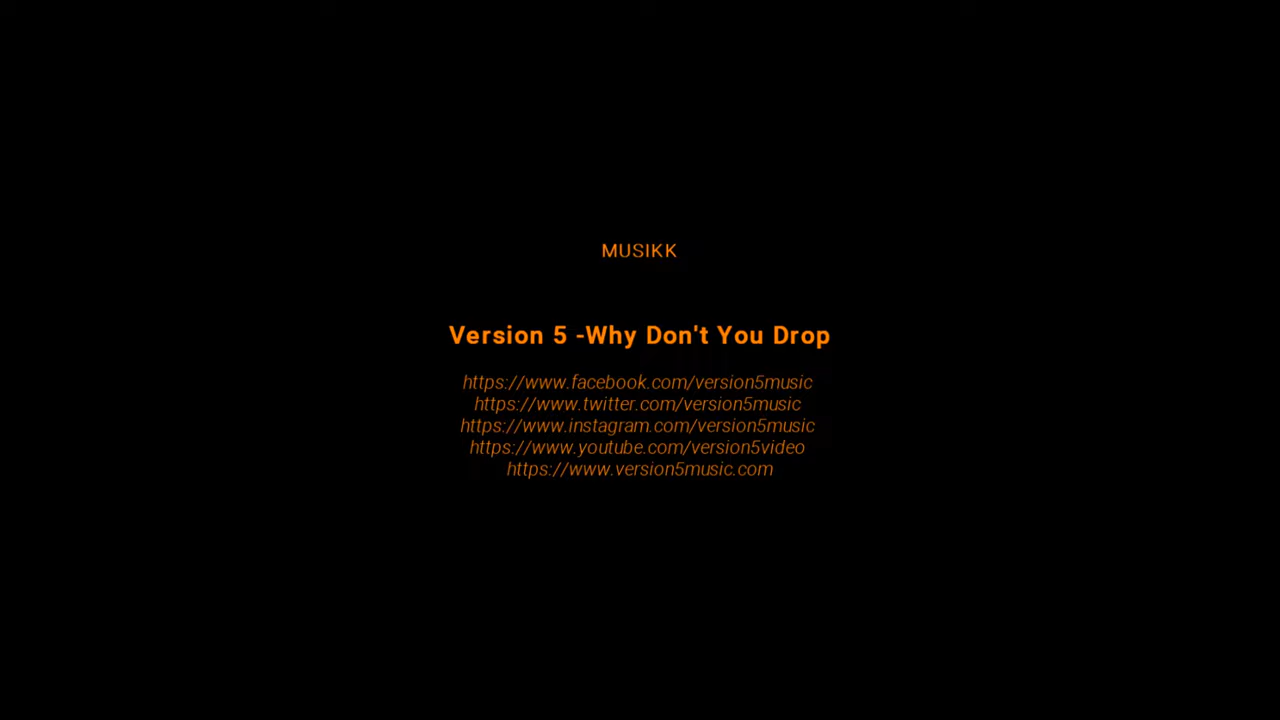 MUSIKK
Version 5 -Why Don't You Drop
https://www.facebook.com/version5music
https://www.twitter.com/version5music
https://www.instagram.com/version5music
https://www.youtube.com/version5video
https://www.version5music.com